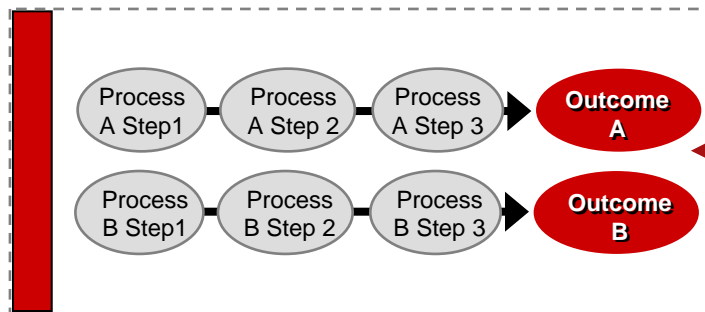 Process
A Step1
Process
A Step 2
Process
A Step 3
Outcome
A
Process
B Step1
Process
B Step 2
Process
B Step 3
Outcome
B